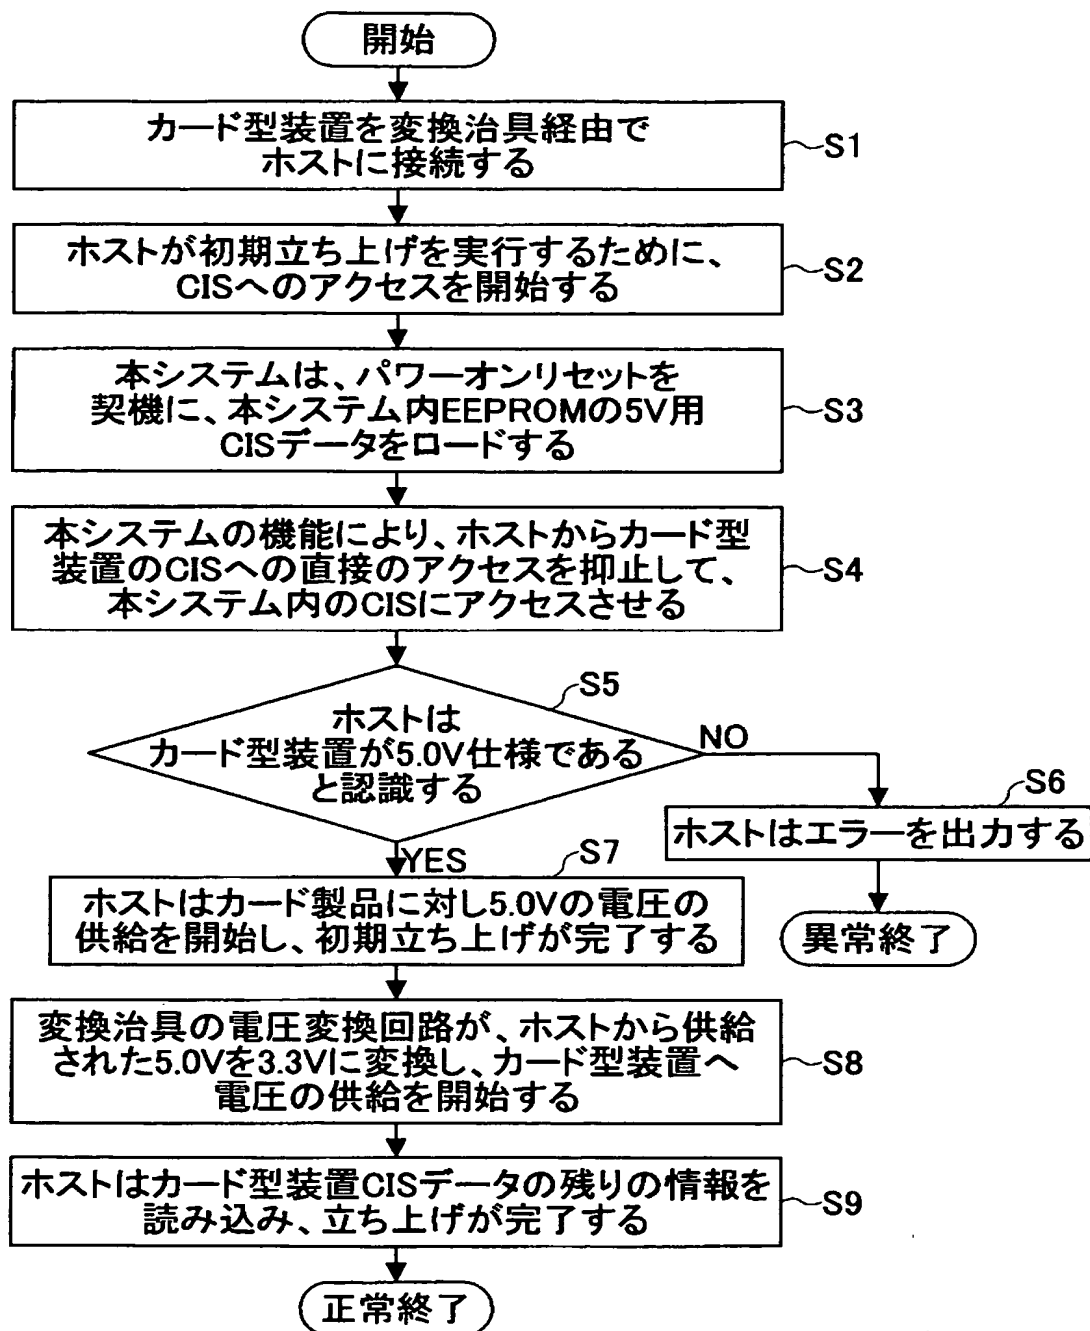 開始
カード型装置を変換治具経由で
ホストに接続する
S1
ホストが初期立ち上げを実行するために、
CISへのアクセスを開始する
S2
本システムは、パワーオンリセットを
契機に、本システム内EEPROMの5V用
CISデータをロードする
S3
本システムの機能により、ホストからカード型
装置のCISへの直接のアクセスを抑止して、
本システム内のCISにアクセスさせる
S4
S5
ホストは
カード型装置が5.0V仕様である
と認識する
NO
S6
ホストはエラーを出力する
異常終了
YES
S7
ホストはカード製品に対し5.0Vの電圧の
供給を開始し、初期立ち上げが完了する
変換治具の電圧変換回路が、ホストから供給
された5.0Vを3.3Vに変換し、カード型装置へ
電圧の供給を開始する
S8
ホストはカード型装置CISデータの残りの情報を
読み込み、立ち上げが完了する
S9
正常終了